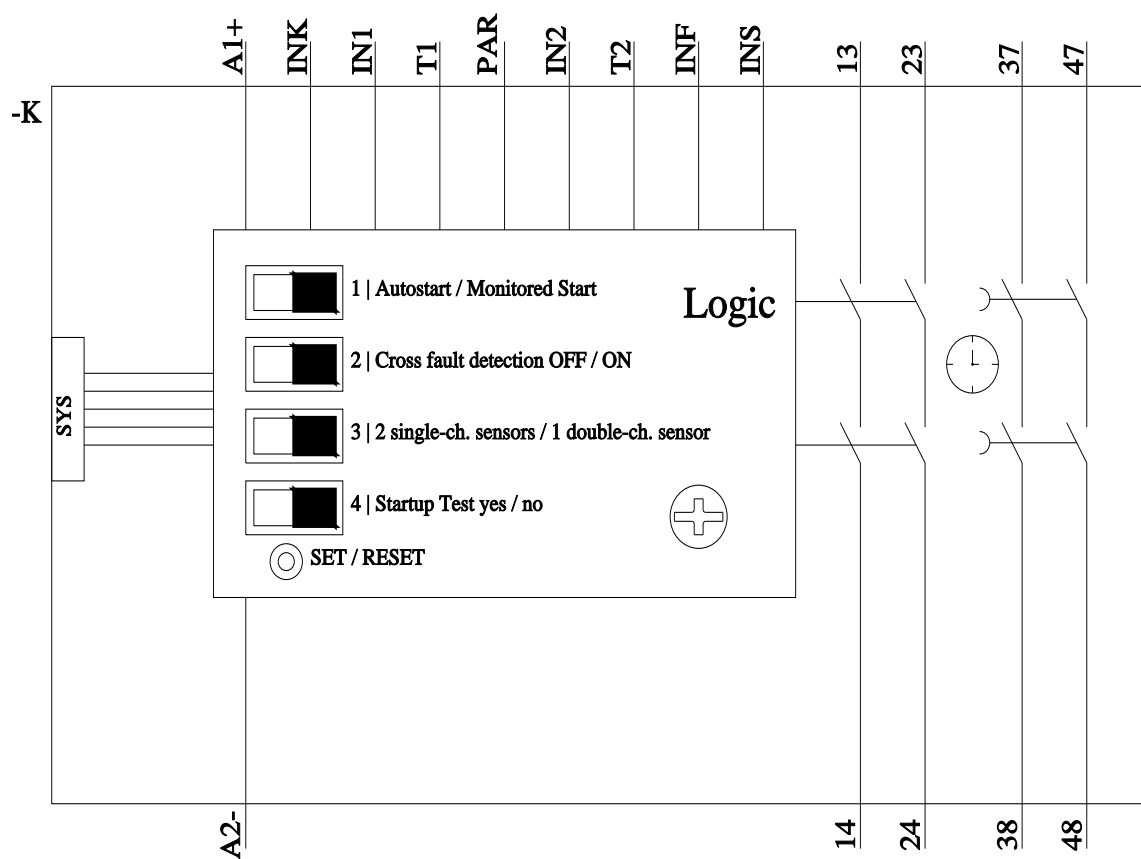 A1+
INK
IN1
T1
PAR
IN2
T2
INF
INS
13
23
37
47
-K
1 | Autostart / Monitored Start
Logic
2 | Cross fault detection OFF / ON
SYS
3 | 2 single-ch. sensors / 1 double-ch. sensor
4 | Startup Test yes / no
SET / RESET
A2-
14
24
38
48